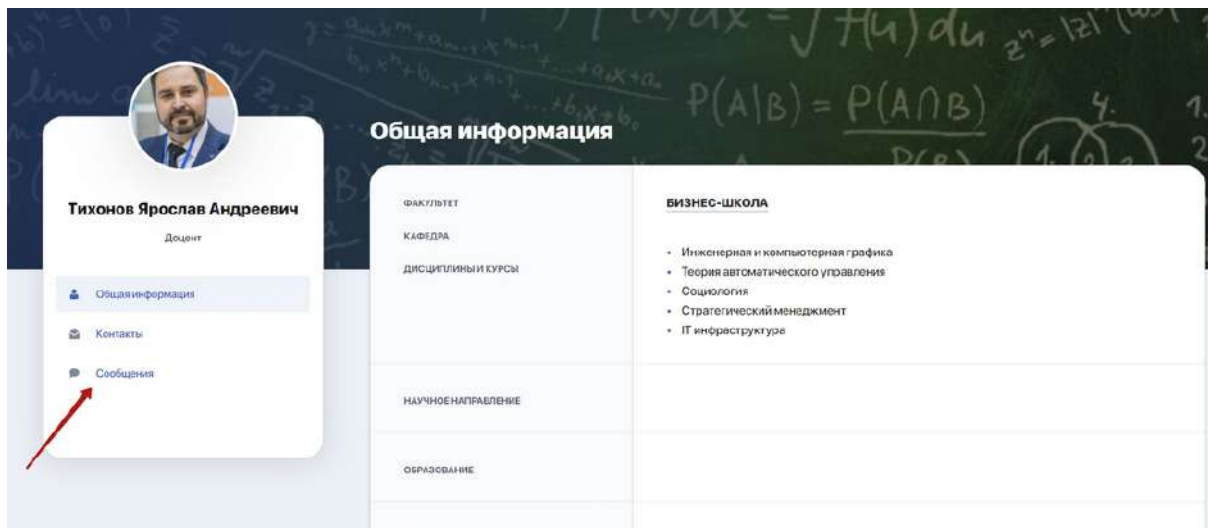 Общая информация
Тихонов Ярослав Андреевич
Доцент
Общая информация
Контакты
Сообщения
ФАКУЛЬТЕТ
БИЗНЕС-ШКОЛА
КАФЕДРА
ДИСЦИПЛИНЫ И КУРСЫ
Инженерная и компьютерная графика
Теория автоматического управления
Социология
Стратегический менеджмент
IT инфраструктура
НАУЧНОЕ НАПРАВЛЕНИЕ
ОБРАЗОВАНИЕ
P(A|B) = P(A∩B)